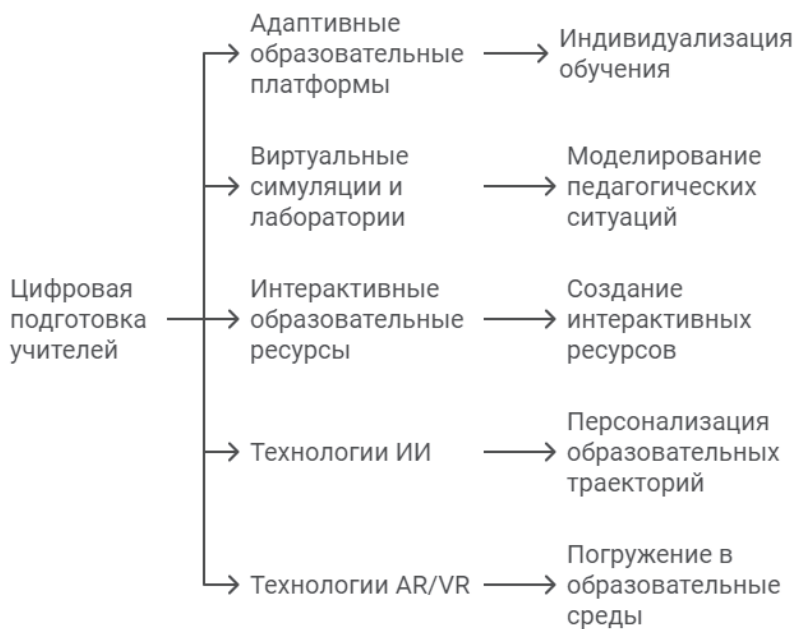 Цифровая
подготовка
учителей
Адаптивные
образовательные
платформы
Индивидуализация
обучения
Виртуальные
симуляции и
лаборатории
Моделирование
педагогических
ситуаций
Интерактивные
образовательные
ресурсы
Создание
интерактивных
ресурсов
Технологии ИИ
Персонализация
образовательных
траекторий
Технологии AR/VR
Погружение в
образовательные
среды